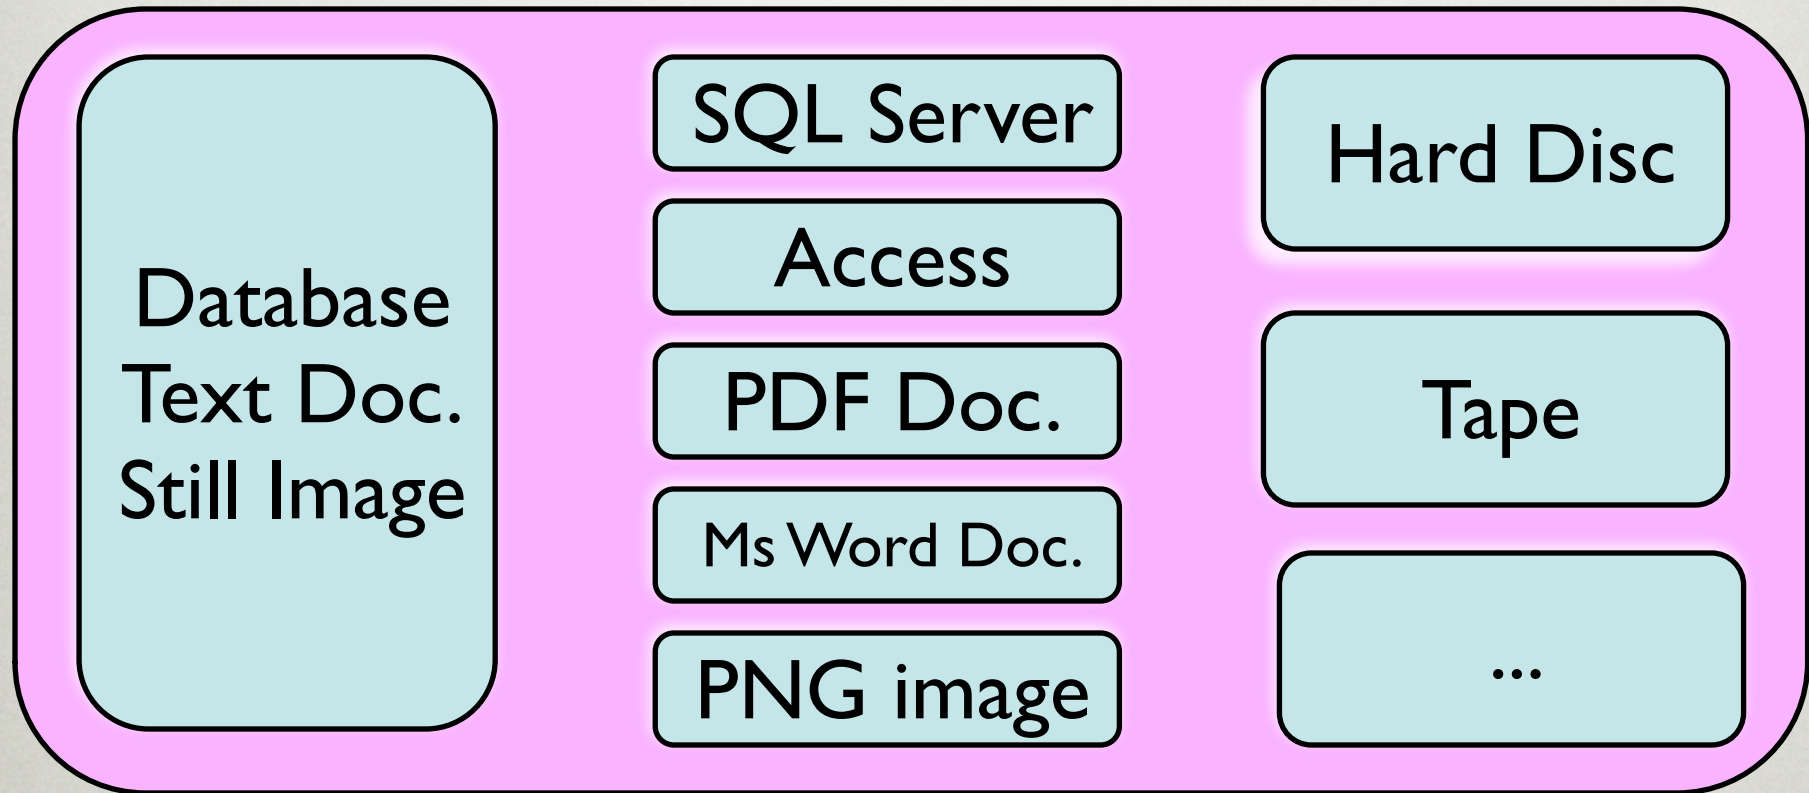 Database
Text Doc.
Still Image
SQL Server
Access
PDF Doc.
Ms Word Doc.
PNG image
Hard Disc
Tape
...